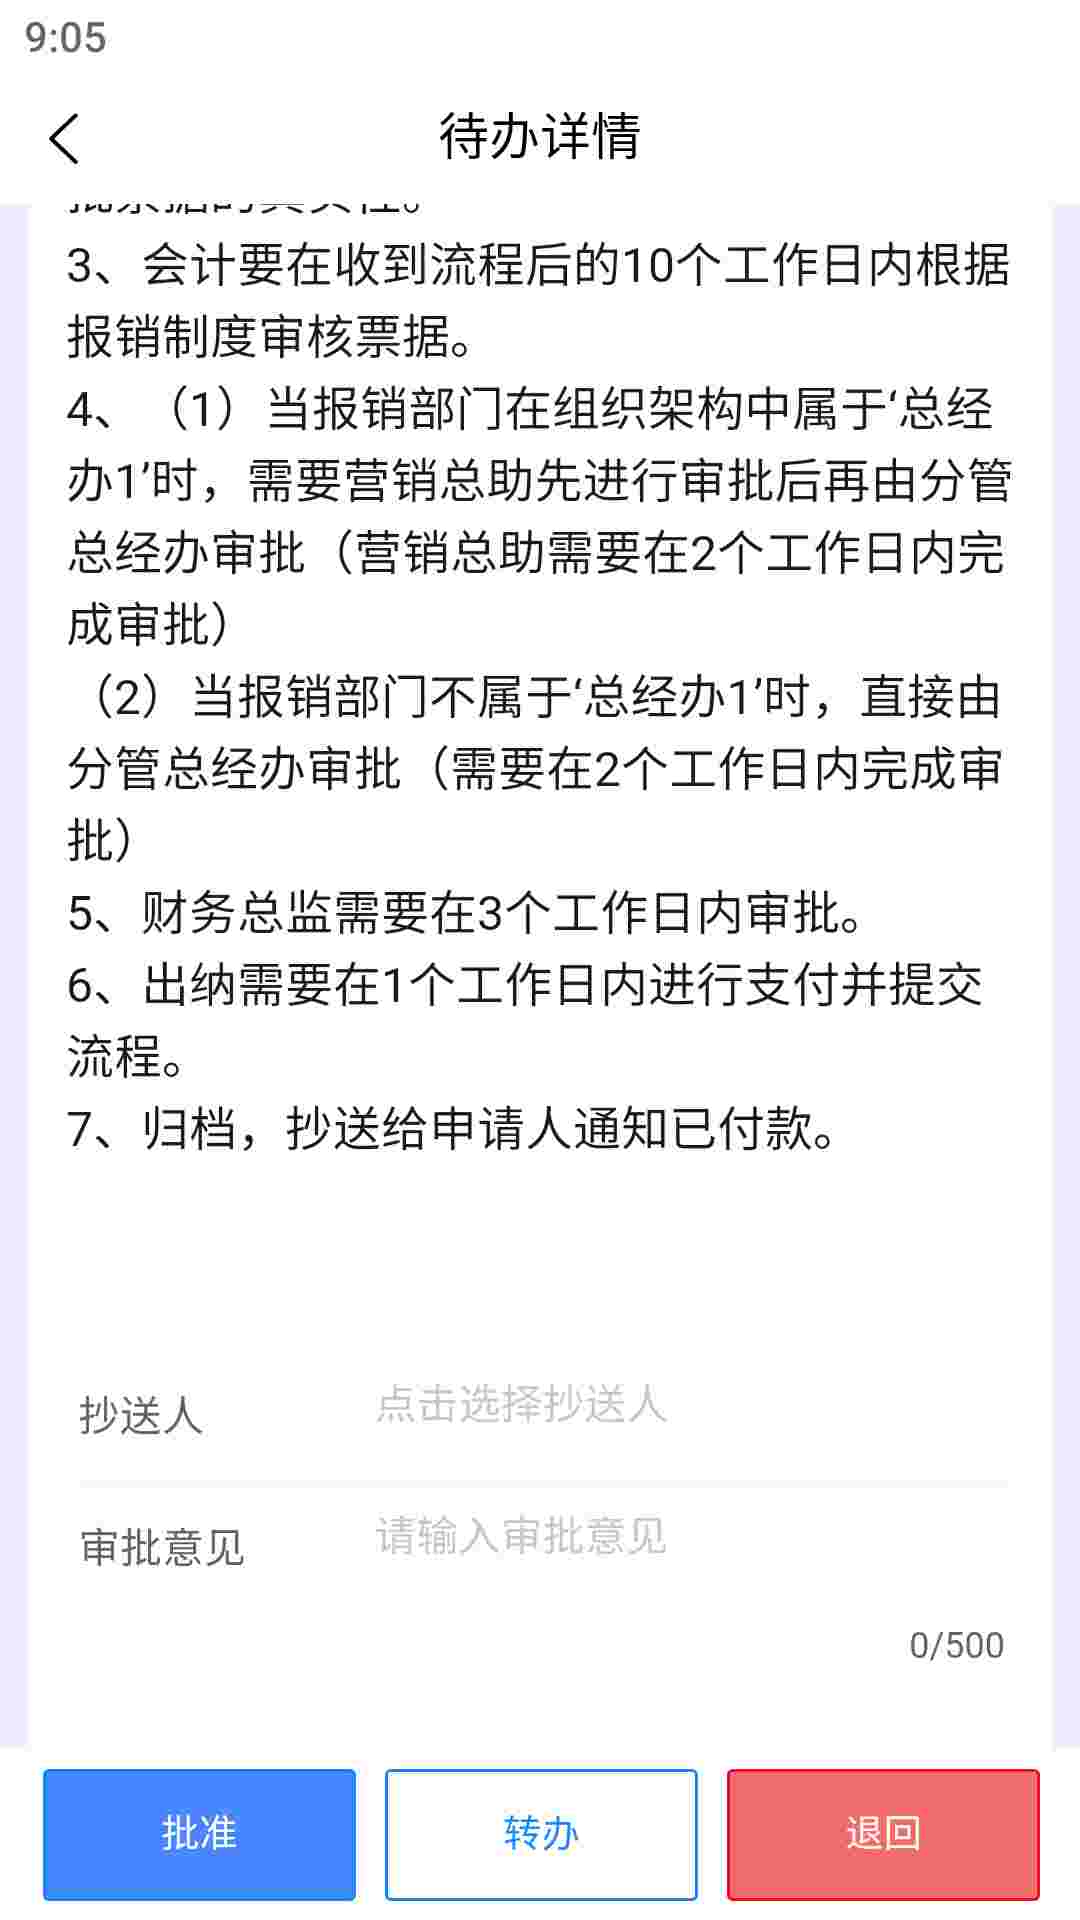 9:05
待办详情
3、会计要在收到流程后的10个工作日内根据
报销制度审核票据。
4、（1）当报销部门在组织架构中属于‘总经
办1’时，需要营销总助先进行审批后再由分管
总经办审批（营销总助需要在2个工作日内完
成审批）
（2）当报销部门不属于‘总经办1’时，直接由
分管总经办审批（需要在2个工作日内完成审
批）
5、财务总监需要在3个工作日内审批。
6、出纳需要在1个工作日内进行支付并提交
流程。
7、归档，抄送给申请人通知已付款。
抄送人 点击选择抄送人
审批意见 请输入审批意见
0/500
批准 转办 退回